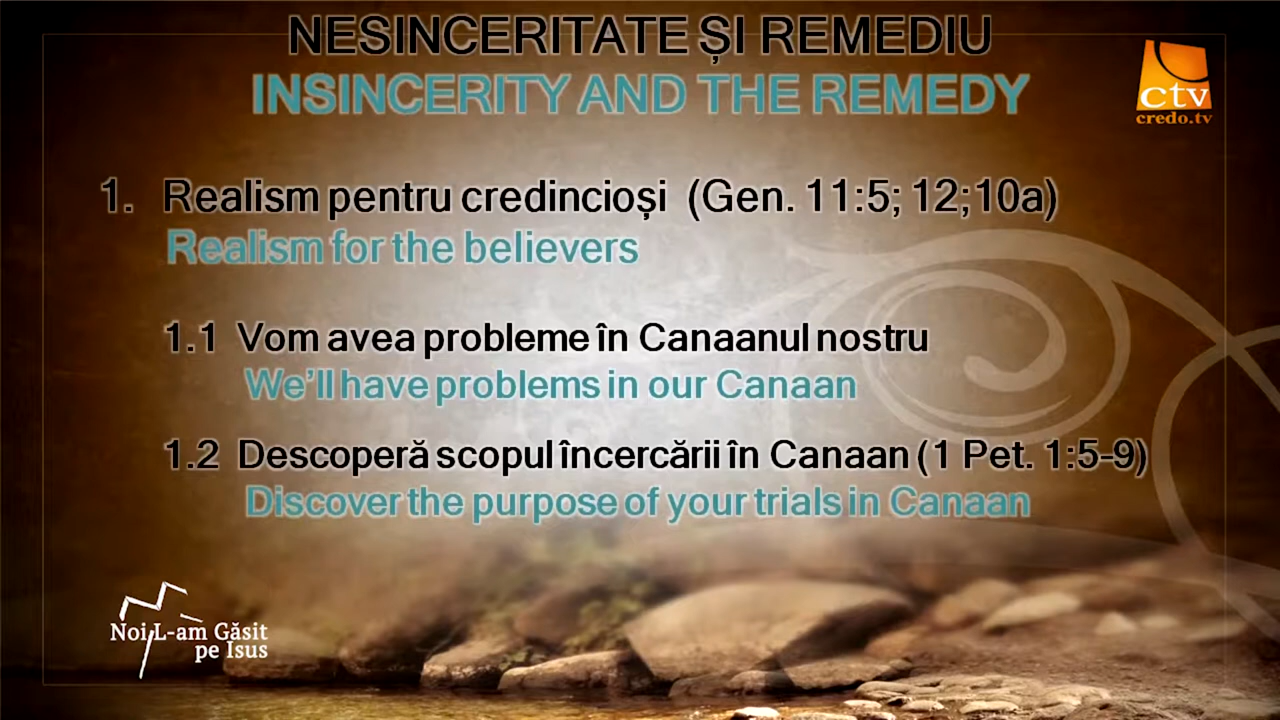 NESINCERITATE ȘI REMEDIU
INSINCERITY AND THE REMEDY
ctv
credo.tv
1. Realism pentru credincioși (Gen. 11:5; 12;10a)
Realism for the believers
1.1 Vom avea probleme în Canaanul nostru
We'll have problems in our Canaan
1.2 Descoperă scopul încercării în Canaan (1 Pet. 1:5-9)
Discover the purpose of your trials in Canaan
Noi L-am Găsit
pe Isus